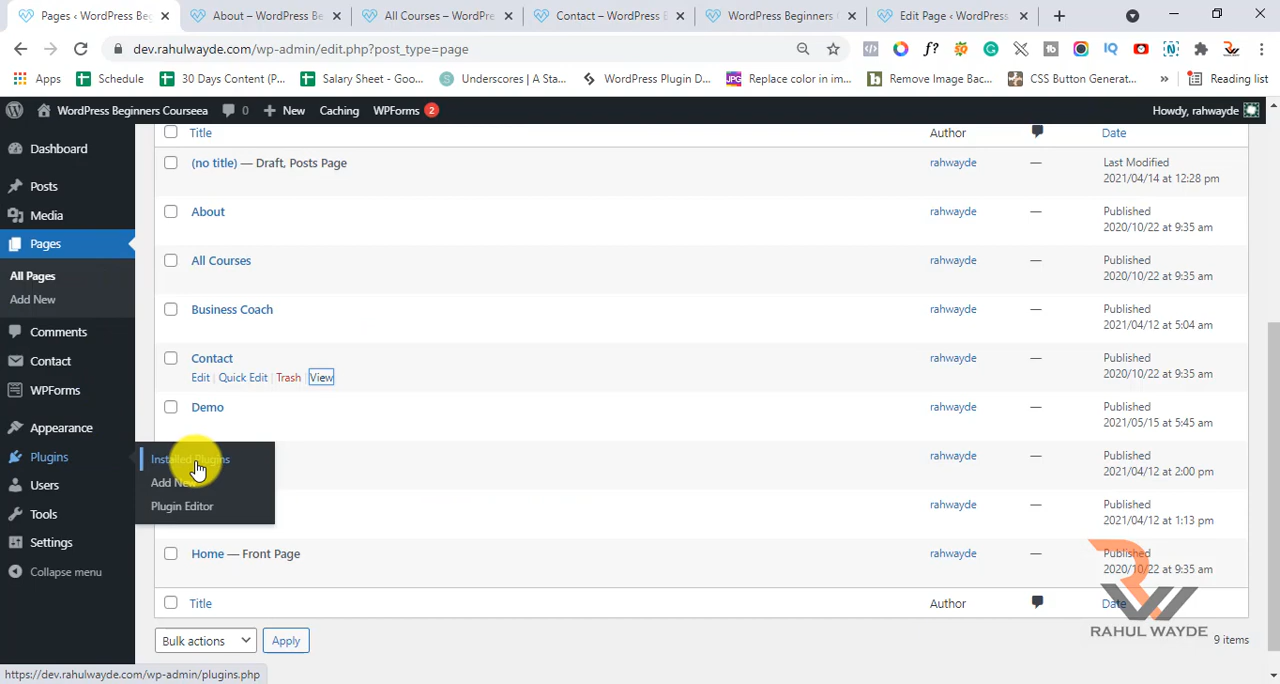 Pages ‹ WordPress Be
About – WordPress Be
All Courses – WordPre
Contact – WordPress
WordPress Beginners
Edit Page ‹ WordPress
dev.rahulwayde.com/wp-admin/edit.php?post_type=page
Apps
Schedule
30 Days Content (P...
Salary Sheet - Goo...
Underscores | A Sta...
WordPress Plugin D...
Replace color in im...
Remove Image Bac...
CSS Button Generat...
»
Reading list
WordPress Beginners Coursea
0
+ New
Caching
WPForms 2
Howdy, rahwayde
Dashboard
Posts
Media
Pages
All Pages
Add New
Comments
Contact
WPForms
Appearance
Plugins
Installed Plugins
Add New
Plugin Editor
Users
Tools
Settings
Collapse menu
Title Author Date
(no title) — Draft, Posts Page rahwayde — Last Modified
2021/04/14 at 12:28 pm
About rahwayde — Published
2020/10/22 at 9:35 am
All Courses rahwayde — Published
2020/10/22 at 9:35 am
Business Coach rahwayde — Published
2021/04/12 at 5:04 am
Contact rahwayde — Published
Edit | Quick Edit | Trash | View 2020/10/22 at 9:35 am
Demo rahwayde — Published
2021/05/15 at 5:45 am
rahwayde — Published
2021/04/12 at 2:00 pm
rahwayde — Published
2021/04/12 at 1:13 pm
Home — Front Page rahwayde — Published
2020/10/22 at 9:35 am
Title Author Date
Bulk actions Apply
9 items
RAHUL WAYDE
https://dev.rahulwayde.com/wp-admin/plugins.php